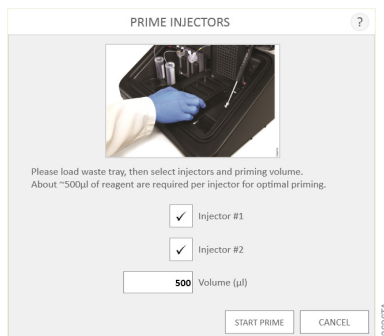 PRIME INJECTORS
?
Please load waste tray, then select injectors and priming volume.
About ~500µl of reagent are required per injector for optimal priming.
Injector #1
Injector #2
500 Volume (µl)
START PRIME CANCEL